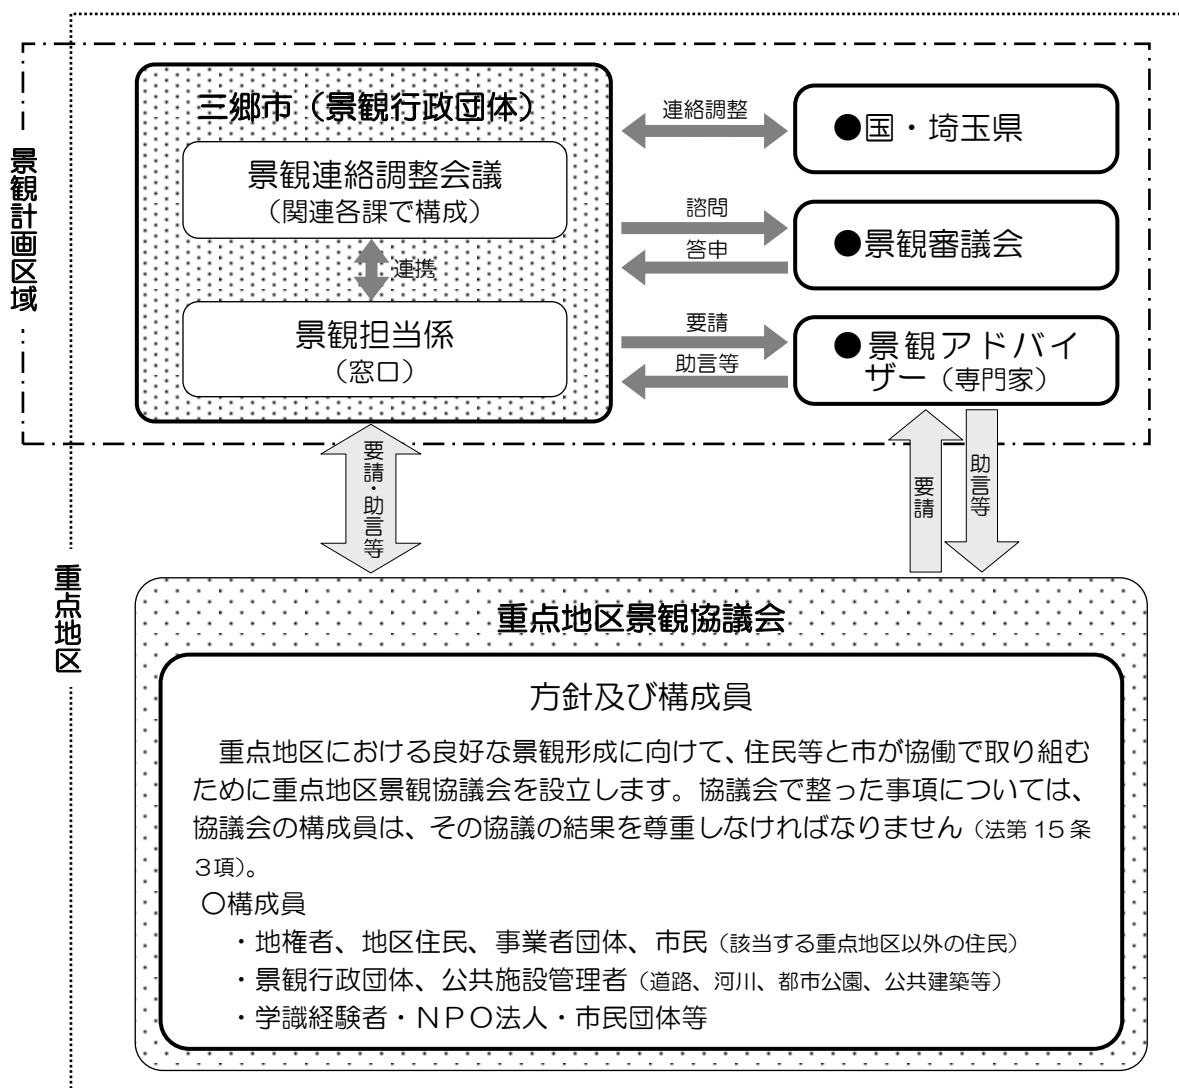 景観計画区域
重点地区
三郷市（景観行政団体）
景観連絡調整会議
（関連各課で構成）
連携
景観担当係
（窓口）
連絡調整
●国・埼玉県
諮問
答申
●景観審議会
要請
助言等
●景観アドバイ
ザー（専門家）
要請・助言等
要請
助言等
重点地区景観協議会
方針及び構成員
重点地区における良好な景観形成に向けて、住民等と市が協働で取り組む
ために重点地区景観協議会を設立します。協議会で整った事項については、
協議会の構成員は、その協議の結果を尊重しなければなりません（法第 15 条
３項）。
〇構成員
・地権者、地区住民、事業者団体、市民（該当する重点地区以外の住民）
・景観行政団体、公共施設管理者（道路、河川、都市公園、公共建築等）
・学識経験者・ＮＰＯ法人・市民団体等